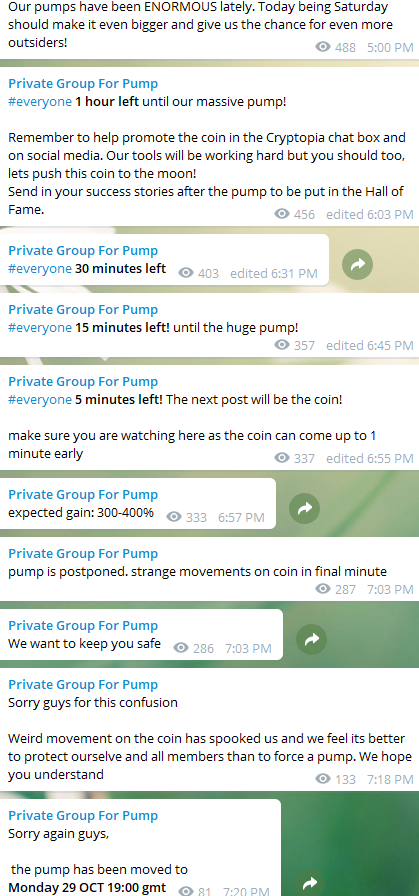 Our pumps have been ENORMOUS lately. Today being Saturday
should make it even bigger and give us the chance for even more
outsiders!
488 5:00 PM
Private Group For Pump
#everyone 1 hour left until our massive pump!
Remember to help promote the coin in the Cryptopia chat box and
on social media. Our tools will be working hard but you should too,
lets push this coin to the moon!
Send in your success stories after the pump to be put in the Hall of
Fame.
456 edited 6:03 PM
Private Group For Pump
#everyone 30 minutes left 403 edited 6:31 PM
Private Group For Pump
#everyone 15 minutes left! until the huge pump!
357 edited 6:45 PM
Private Group For Pump
#everyone 5 minutes left! The next post will be the coin!
make sure you are watching here as the coin can come up to 1
minute early
337 edited 6:55 PM
Private Group For Pump
expected gain: 300-400% 333 6:57 PM
Private Group For Pump
pump is postponed. strange movements on coin in final minute
287 7:03 PM
Private Group For Pump
We want to keep you safe 286 7:03 PM
Private Group For Pump
Sorry guys for this confusion
Weird movement on the coin has spooked us and we feel its better
to protect ourselve and all members than to force a pump. We hope
you understand
133 7:18 PM
Private Group For Pump
Sorry again guys,
the pump has been moved to
Monday 29 OCT 19:00 gmt 81 7:20 PM